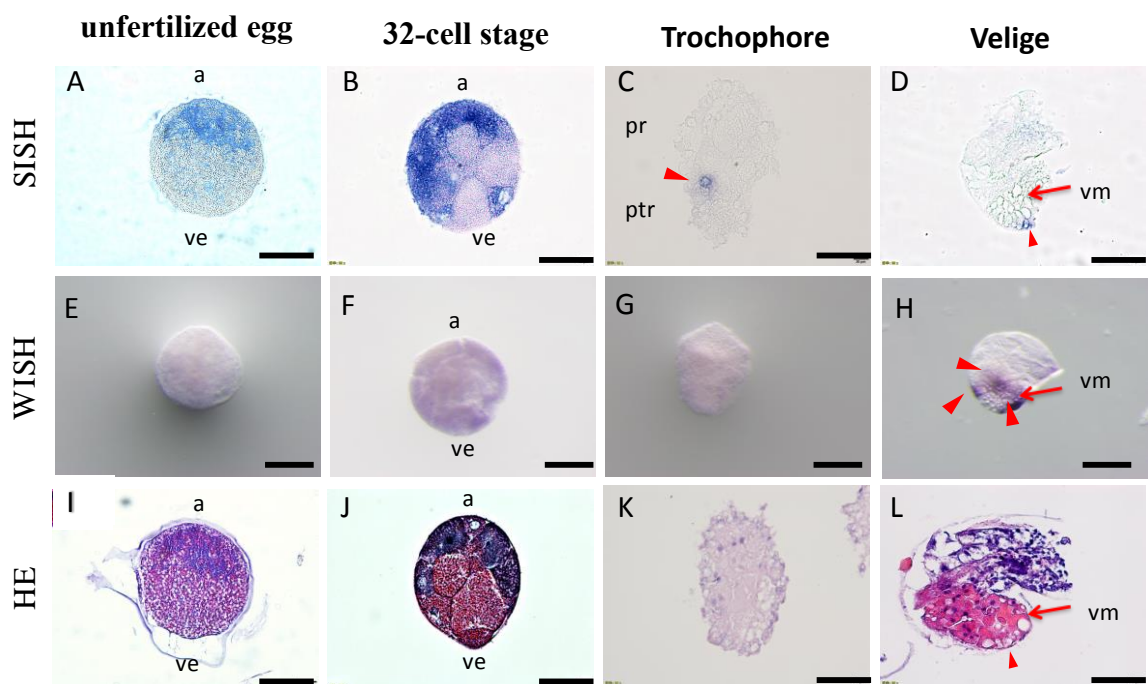 unfertilized egg 32-cell stage Trochophore Velige
SISH
A a ve
B a ve
C pr ptr
D vm
WISH
E
F a ve
G
H vm
HE
I a ve
J a ve
K
L vm